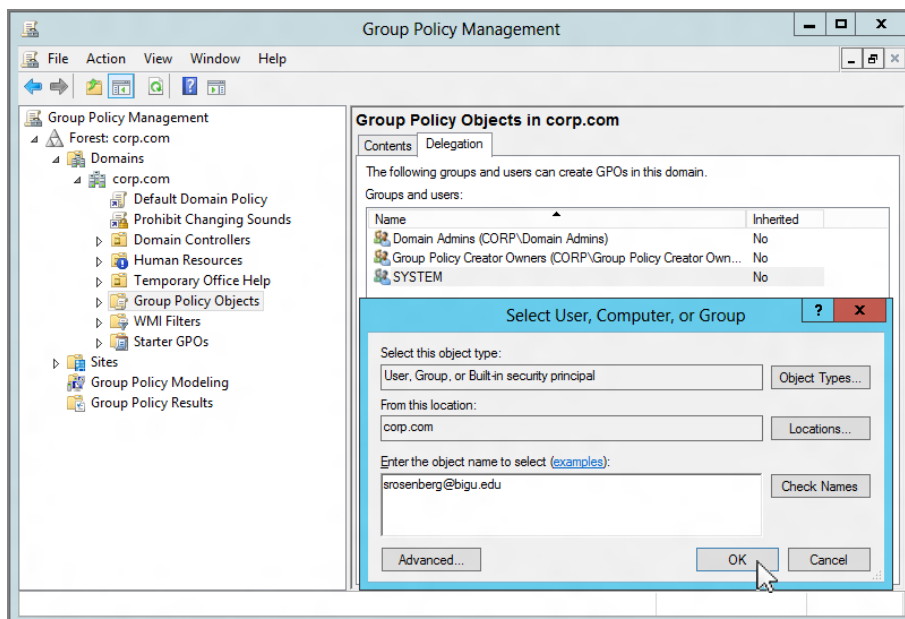 Group Policy Management
File Action View Window Help
Group Policy Management
Forest: corp.com
Domains
corp.com
Default Domain Policy
Prohibit Changing Sounds
Domain Controllers
Human Resources
Temporary Office Help
Group Policy Objects
WMI Filters
Starter GPOs
Sites
Group Policy Modeling
Group Policy Results
Group Policy Objects in corp.com
Contents Delegation
The following groups and users can create GPOs in this domain.
Groups and users:
Name Inherited
Domain Admins (CORP\Domain Admins) No
Group Policy Creator Owners (CORP\Group Policy Creator Own... No
SYSTEM No
Select User, Computer, or Group
? x
Select this object type:
User, Group, or Built-in security principal Object Types...
From this location:
corp.com Locations...
Enter the object name to select (examples):
srosenberg@bigu.edu Check Names
Advanced... OK Cancel